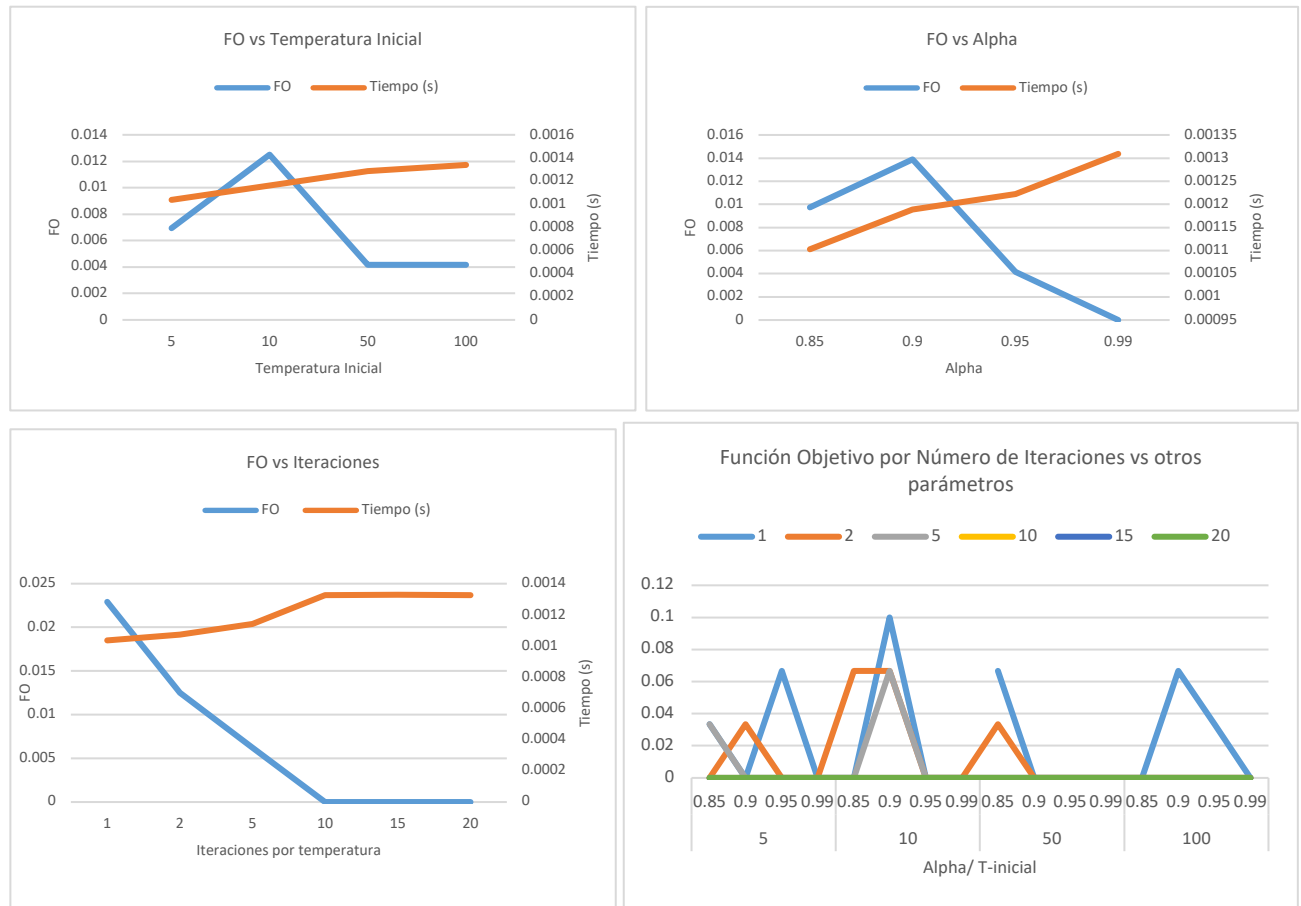 FO vs Temperatura Inicial
FO Tiempo (s)
0.014 0.0016
0.012 0.0014
0.01 0.0012
0.008 0.001
0.006 0.0008
0.004 0.0006
0.002 0.0004
0 0.0002
0
FO
Tiempo (s)
5 10 50 100
Temperatura Inicial
FO vs Alpha
FO Tiempo (s)
0.016 0.00135
0.014 0.0013
0.012 0.00125
0.01 0.0012
0.008 0.00115
0.006 0.0011
0.004 0.00105
0.002 0.001
0 0.00095
FO
Tiempo (s)
0.85 0.9 0.95 0.99
Alpha
FO vs Iteraciones
FO Tiempo (s)
0.025 0.0014
0.02 0.0012
0.015 0.001
0.01 0.0008
0.005 0.0006
0 0.0004
0.0002
0
FO
Tiempo (s)
1 2 5 10 15 20
Iteraciones por temperatura
Función Objetivo por Número de Iteraciones vs otros
parámetros
1 2 5 10 15 20
0.12
0.1
0.08
0.06
0.04
0.02
0
0.85 0.9 0.95 0.99 0.85 0.9 0.95 0.99 0.85 0.9 0.95 0.99 0.85 0.9 0.95 0.99
5 10 50 100
Alpha/ T-inicial